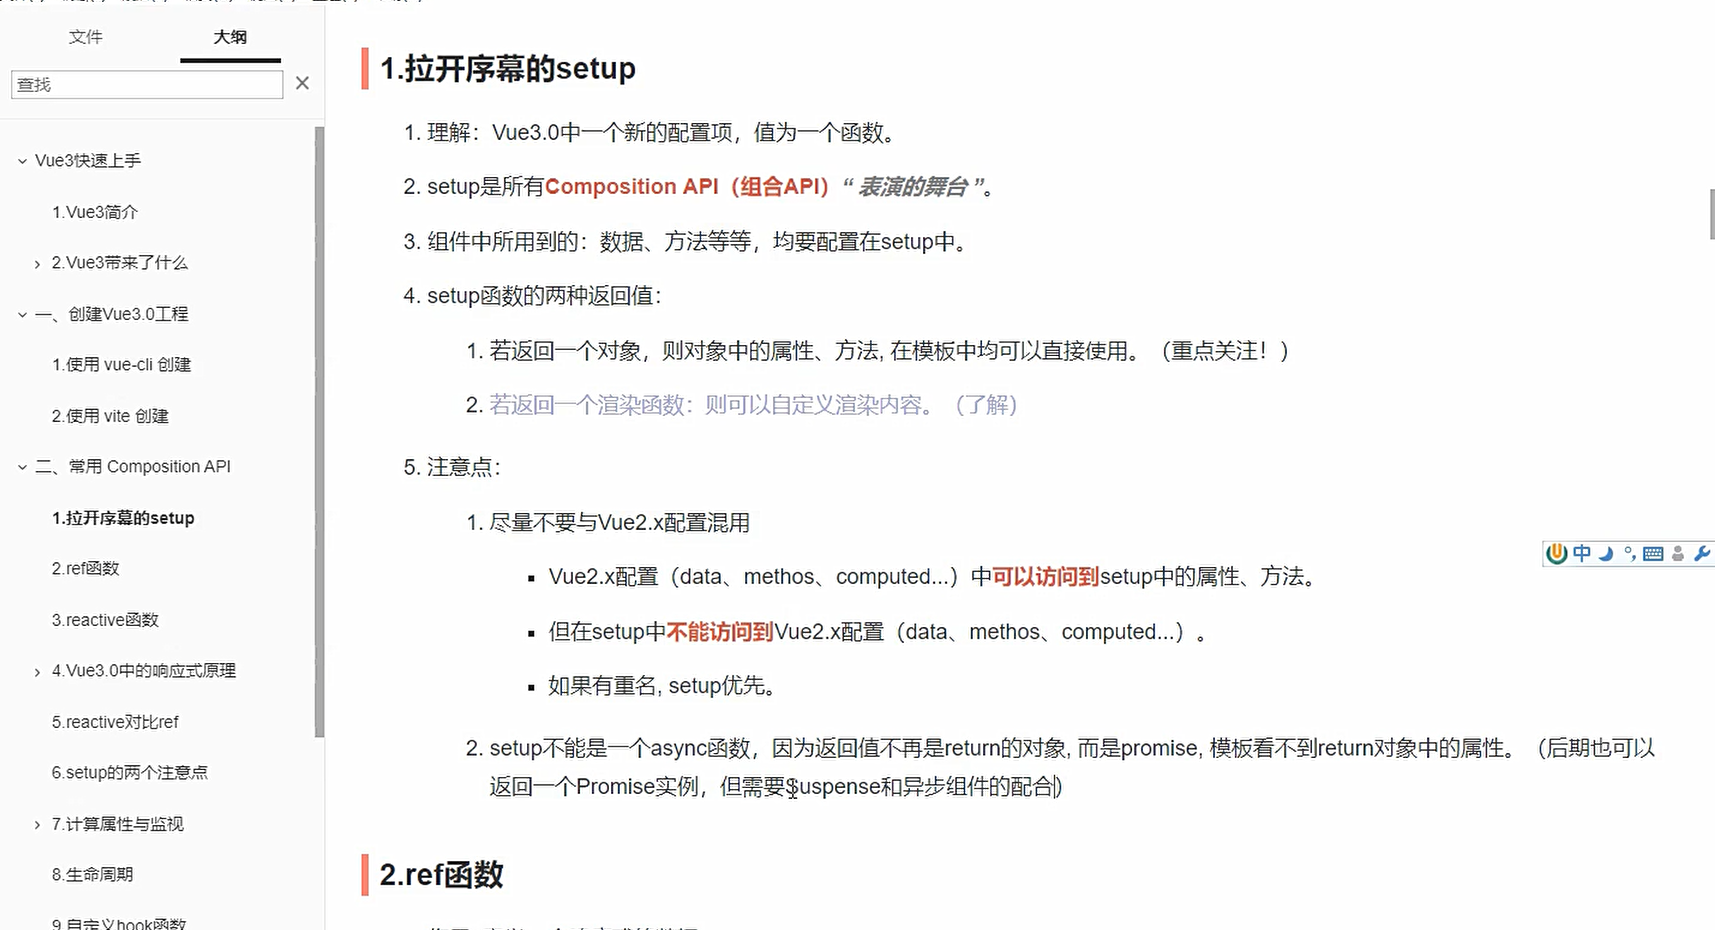 文件
大纲
查找
Vue3快速上手
1.Vue3简介
2.Vue3带来了什么
一、创建Vue3.0工程
1.使用 vue-cli 创建
2.使用 vite 创建
二、常用 Composition API
1.拉开序幕的setup
2.ref函数
3.reactive函数
4.Vue3.0中的响应式原理
5.reactive对比ref
6.setup的两个注意点
7.计算属性与监视
8.生命周期
9.自定义hook函数
1.拉开序幕的setup
1. 理解：Vue3.0中一个新的配置项，值为一个函数。
2. setup是所有Composition API（组合API）“ 表演的舞台 ”。
3. 组件中所用到的：数据、方法等等，均要配置在setup中。
4. setup函数的两种返回值：
1. 若返回一个对象，则对象中的属性、方法, 在模板中均可以直接使用。（重点关注！）
2. 若返回一个渲染函数：则可以自定义渲染内容。（了解）
5. 注意点：
1. 尽量不要与Vue2.x配置混用
▪ Vue2.x配置（data、methos、computed...）中可以访问到setup中的属性、方法。
▪ 但在setup中不能访问到Vue2.x配置（data、methos、computed...）。
▪ 如果有重名, setup优先。
2. setup不能是一个async函数，因为返回值不再是return的对象, 而是promise, 模板看不到return对象中的属性。（后期也可以
返回一个Promise实例，但需要Suspense和异步组件的配合)
中
2.ref函数